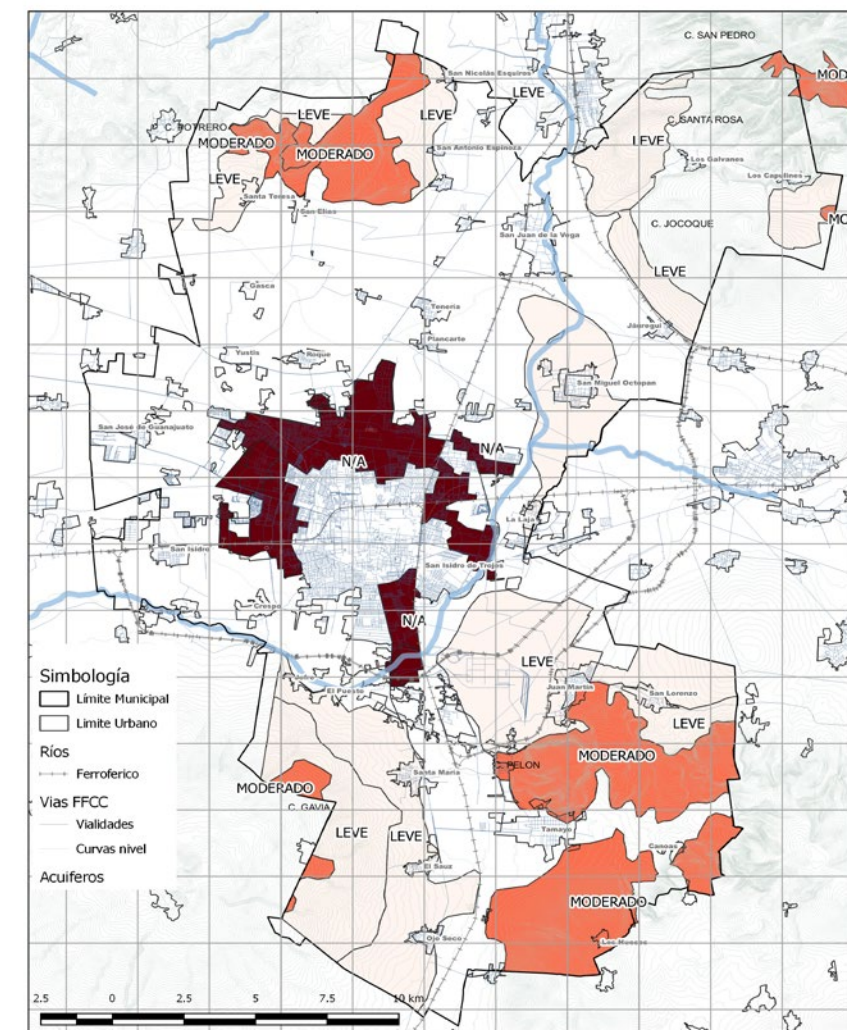 C. SAN PEDRO
MOD
San Nicolás Esquiros
LEVE
LEVE
LEVE
C. SANTA ROSA
MODERADO
MODERADO
San Antonio Espinoza
LEVE
Los Galvanes
Los Capulines
LEVE
Santa Teresa
San Elías
C. JOCOQUE
San Juan de la Vega
LEVE
Gasca
Tenería
Jáuregui
Plancarte
Yustis
Roque
San Miguel Octopan
San José de Guanajuato
N/A
N/A
La Laja
San Isidro
San Isidro de Trojes
Crespo
N/A
LEVE
Simbología
Límite Municipal
Límite Urbano
Ríos
Ferroferico
Vias FFCC
Vialidades
Curvas nivel
Acuiferos
Jofre
El Puesto
Juan Martín
San Lorenzo
LEVE
MODERADO
PELON
Santa María
MODERADO
C. GAVIA
LEVE
LEVE
Tamayo
Canoas
El Sauz
MODERADO
Ojo Seco
Los Huesos
2.5 0 2.5 5 7.5 10 km